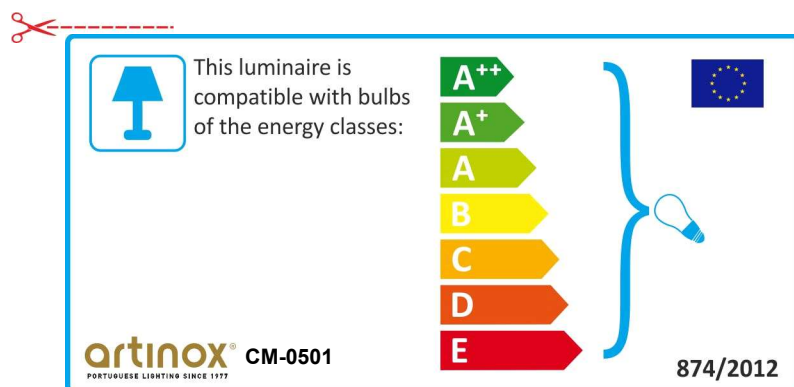 This luminaire is
compatible with bulbs
of the energy classes:
A++
A+
A
B
C
D
E
artinox® CM-0501
PORTUGUESE LIGHTING SINCE 1977
874/2012